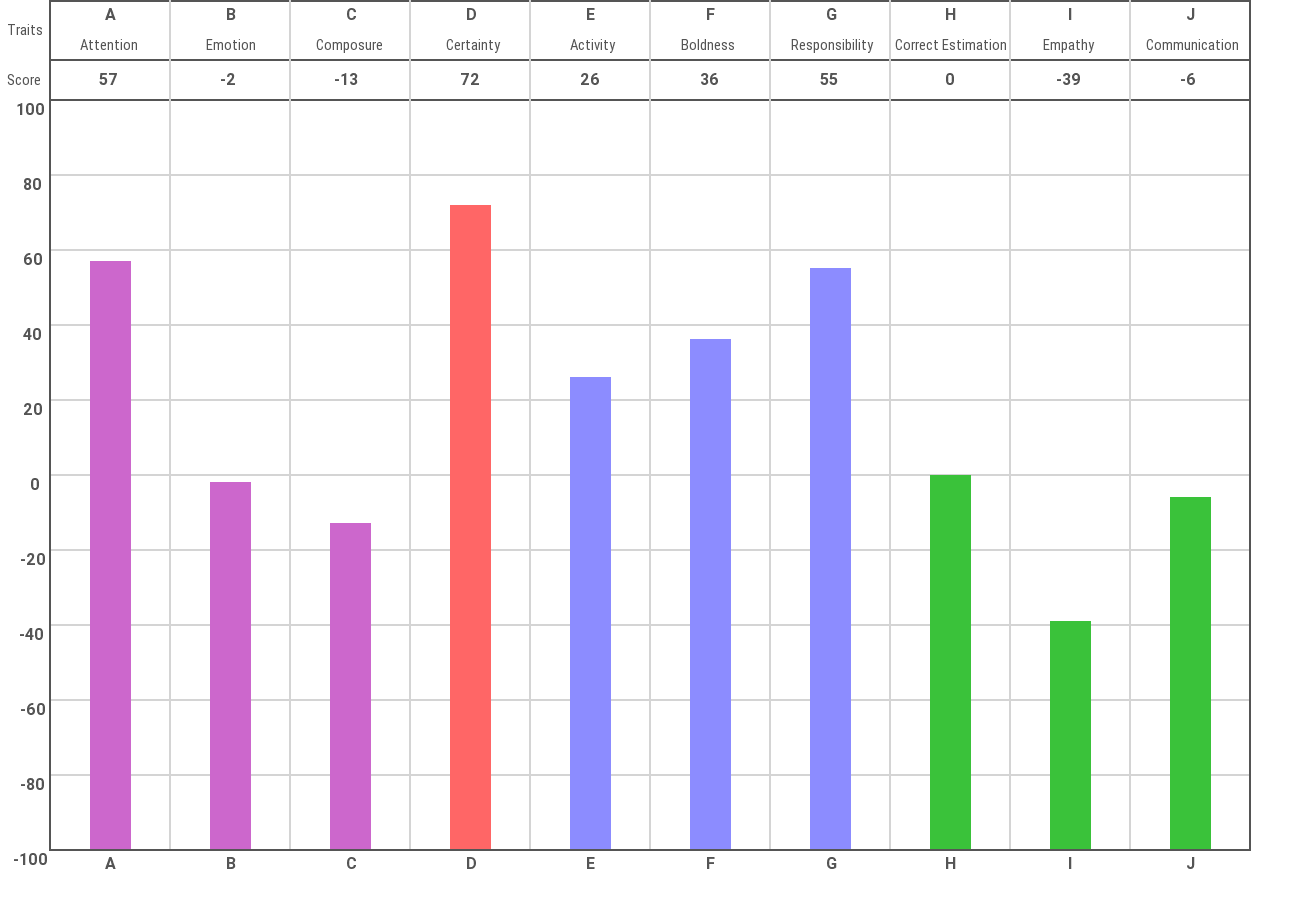 Traits A B C D E F G H I J
Attention Emotion Composure Certainty Activity Boldness Responsibility Correct Estimation Empathy Communication
Score 57 -2 -13 72 26 36 55 0 -39 -6
100
80
60
40
20
0
-20
-40
-60
-80
-100
A B C D E F G H I J